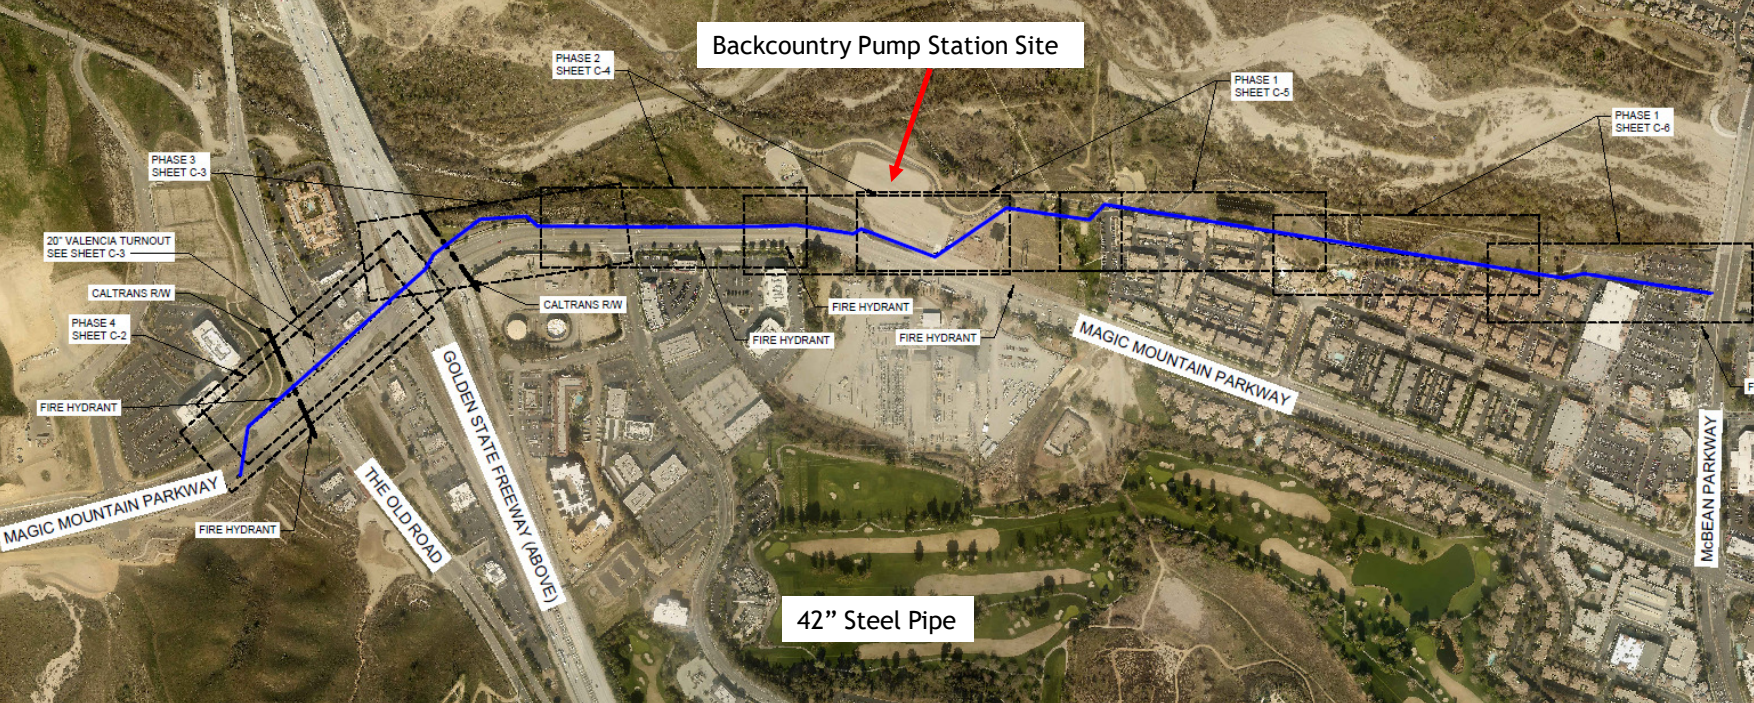 Backcountry Pump Station Site
PHASE 2
SHEET C-4
PHASE 1
SHEET C-5
PHASE 1
SHEET C-6
PHASE 3
SHEET C-3
20" VALENCIA TURNOUT
SEE SHEET C-3
CALTRANS R/W
CALTRANS R/W
PHASE 4
SHEET C-2
FIRE HYDRANT
FIRE HYDRANT
FIRE HYDRANT
FIRE HYDRANT
MAGIC MOUNTAIN PARKWAY
GOLDEN STATE FREEWAY (ABOVE)
THE OLD ROAD
MAGIC MOUNTAIN PARKWAY
FIRE HYDRANT
McBEAN PARKWAY
42” Steel Pipe